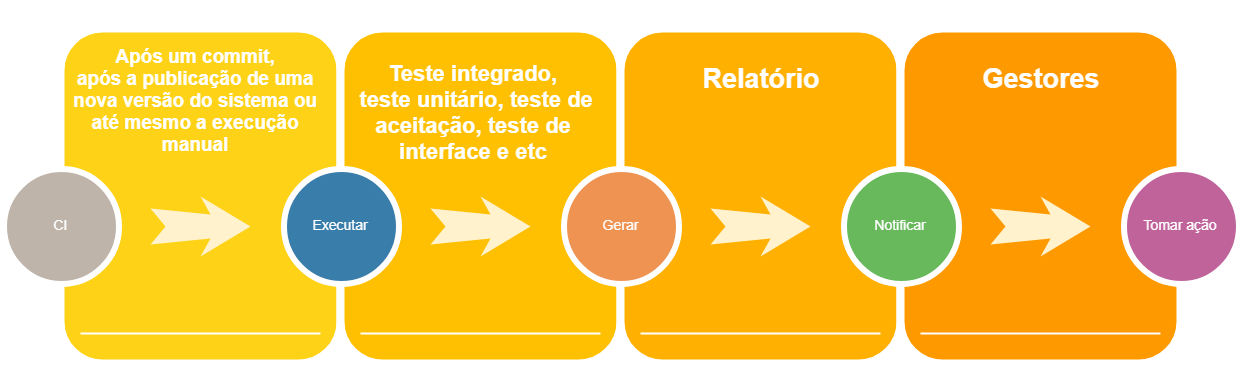 Após um commit,
após a publicação de uma
nova versão do sistema ou
até mesmo a execução
manual
Teste integrado,
teste unitário, teste de
aceitação, teste de
interface e etc
Relatório
Gestores
CI
Executar
Gerar
Notificar
Tomar ação